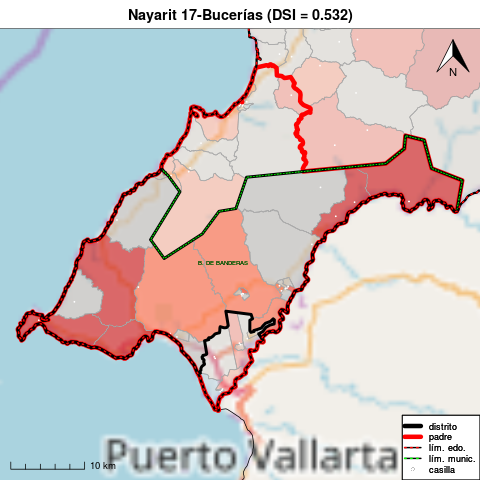 Nayarit 17-Bucerías (DSI = 0.532)
N
B. DE BANDERAS
distrito
padre
lím. edo.
lím. munic.
casilla
Puerto Vallarta
10 km